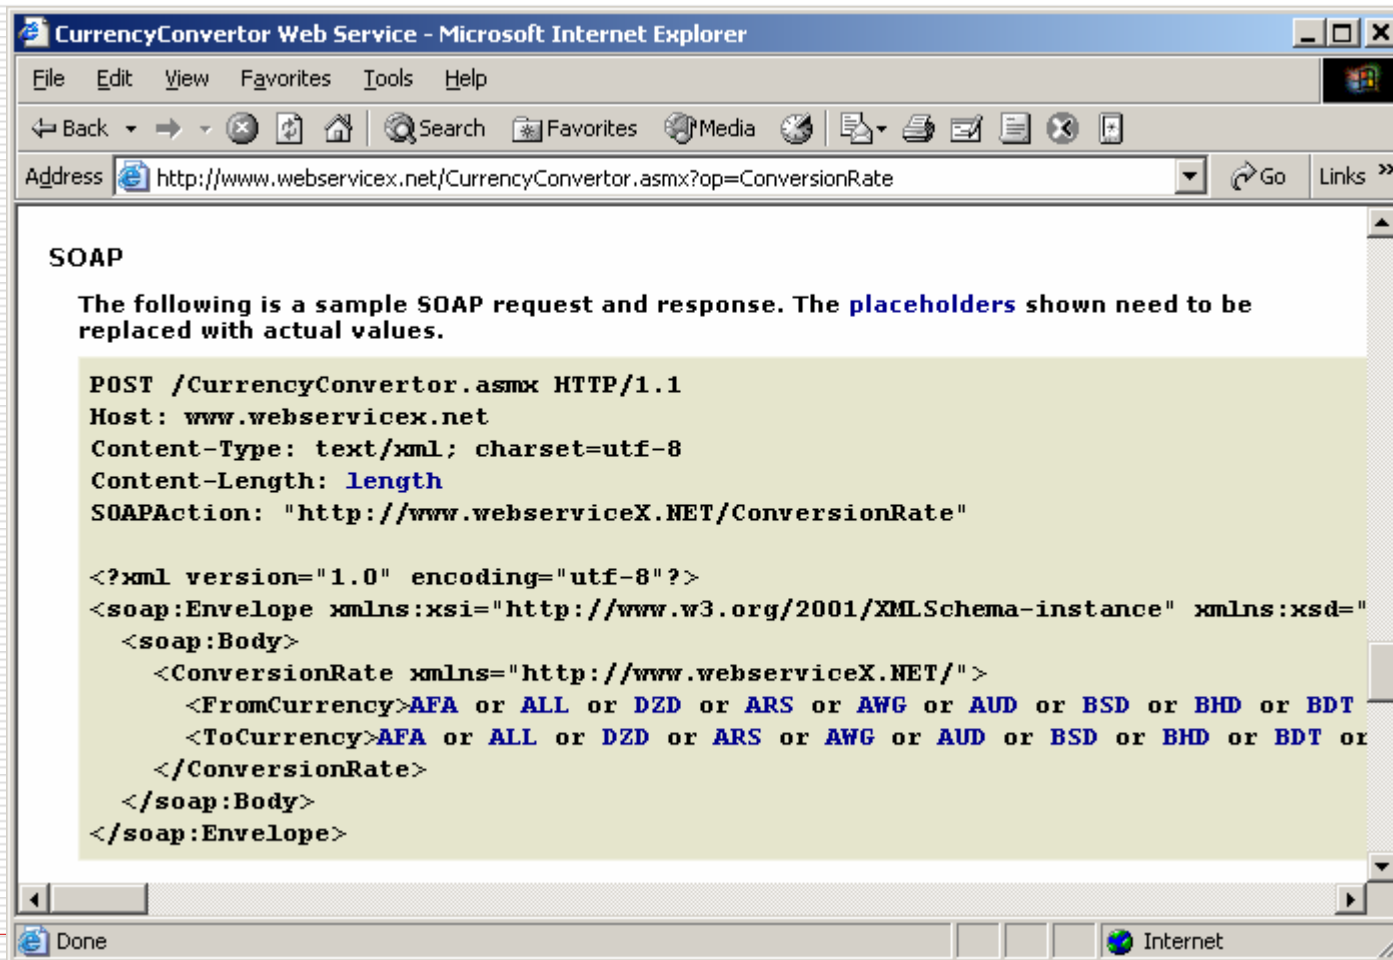 CurrencyConvertor Web Service - Microsoft Internet Explorer
File Edit View Favorites Tools Help
Back Search Favorites Media
Address http://www.webservicex.net/CurrencyConvertor.asmx?op=ConversionRate Go Links »
SOAP
The following is a sample SOAP request and response. The placeholders shown need to be
replaced with actual values.
POST /CurrencyConvertor.asmx HTTP/1.1
Host: www.webservicex.net
Content-Type: text/xml; charset=utf-8
Content-Length: length
SOAPAction: "http://www.webserviceX.NET/ConversionRate"
<?xml version="1.0" encoding="utf-8"?>
<soap:Envelope xmlns:xsi="http://www.w3.org/2001/XMLSchema-instance" xmlns:xsd="
<soap:Body>
<ConversionRate xmlns="http://www.webserviceX.NET/">
<FromCurrency>AFA or ALL or DZD or ARS or AWG or AUD or BSD or BHD or BDT
<ToCurrency>AFA or ALL or DZD or ARS or AWG or AUD or BSD or BHD or BDT or
</ConversionRate>
</soap:Body>
</soap:Envelope>
Done Internet